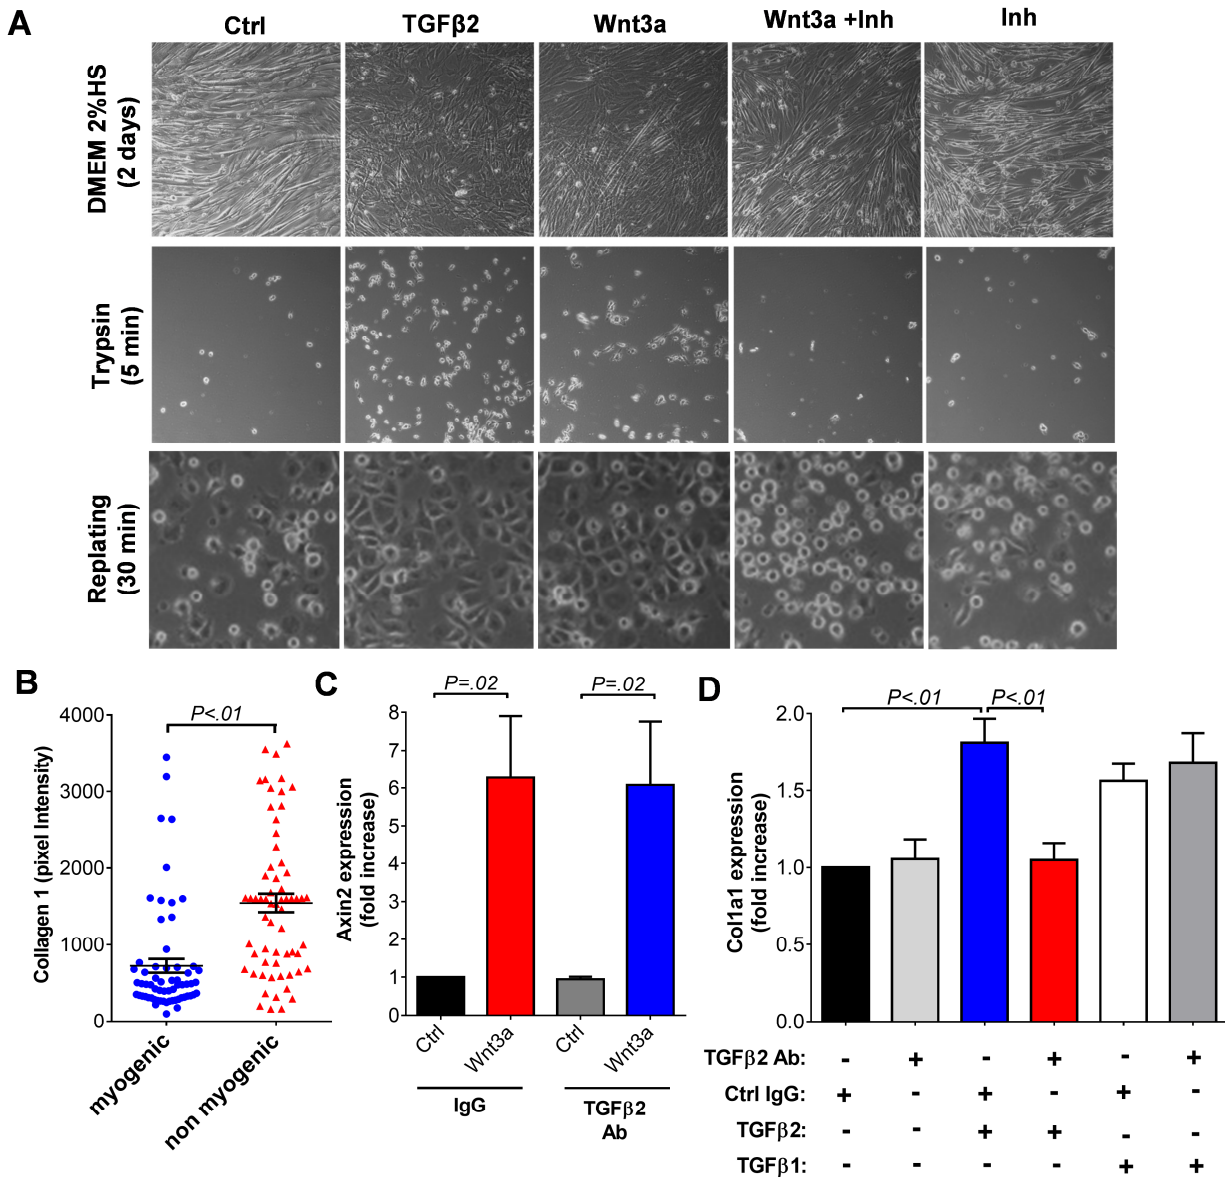 A
Ctrl
TGFβ2
Wnt3a
Wnt3a +Inh
Inh
DMEM 2%HS
(2 days)
Trypsin
(5 min)
Replating
(30 min)
B
P<.01
Collagen 1 (pixel Intensity)
4000
3000
2000
1000
0
myogenic
non myogenic
C
P=.02
P=.02
Axin2 expression
(fold increase)
8
7
6
5
4
3
2
1
0
Ctrl
Wnt3a
Ctrl
Wnt3a
IgG
TGFβ2
Ab
D
P<.01
P<.01
Col1a1 expression
(fold increase)
2.0
1.5
1.0
0.5
0.0
TGFβ2 Ab: - + - + - +
Ctrl IgG: + - + - + -
TGFβ2: - - + + - -
TGFβ1: - - - - + +